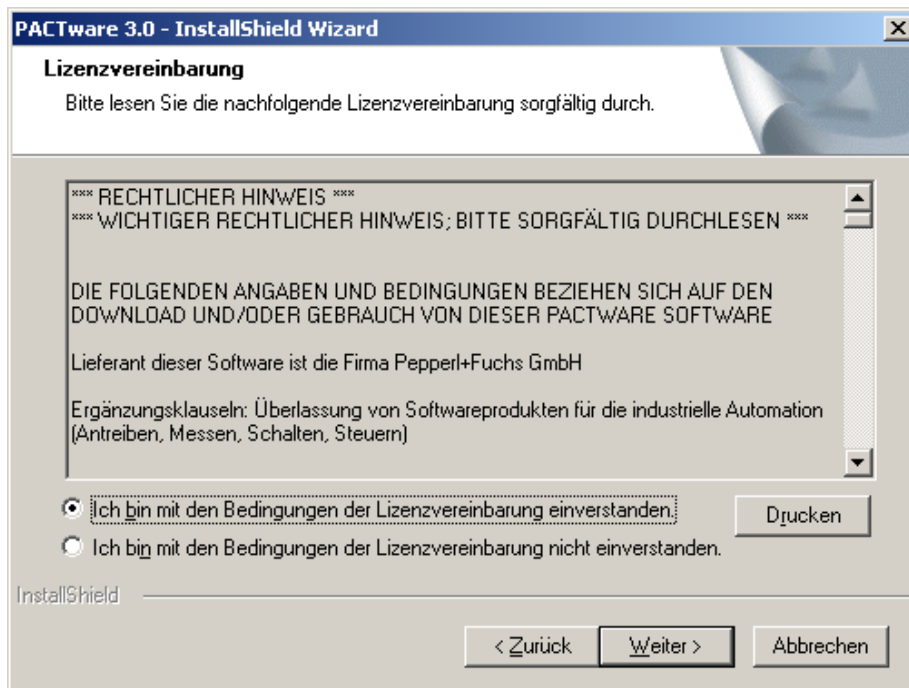 PACTware 3.0 - InstallShield Wizard
Lizenzvereinbarung
Bitte lesen Sie die nachfolgende Lizenzvereinbarung sorgfältig durch.
*** RECHTLICHER HINWEIS ***
*** WICHTIGER RECHTLICHER HINWEIS; BITTE SORGFÄLTIG DURCHLESEN ***
DIE FOLGENDEN ANGABEN UND BEDINGUNGEN BEZIEHEN SICH AUF DEN
DOWNLOAD UND/ODER GEBRAUCH VON DIESER PACTWARE SOFTWARE
Lieferant dieser Software ist die Firma Pepperl+Fuchs GmbH
Ergänzungsklauseln: Überlassung von Softwareprodukten für die industrielle Automation
(Antreiben, Messen, Schalten, Steuern)
Ich bin mit den Bedingungen der Lizenzvereinbarung einverstanden.
Drucken
Ich bin mit den Bedingungen der Lizenzvereinbarung nicht einverstanden.
InstallShield
< Zurück
Weiter >
Abbrechen